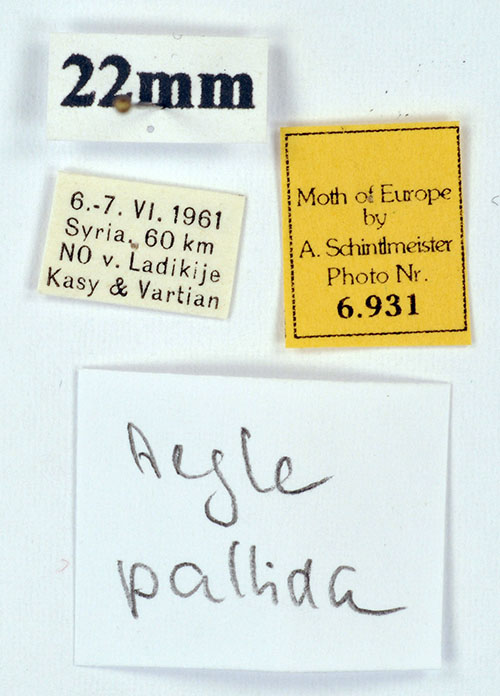 22mm
6.-7. VI. 1961
Syria, 60 km
NO v. Ladikije
Kasy & Vartian
Moth of Europe
by
A. Schintlmeister
Photo Nr.
6.931
Aegle
pallida